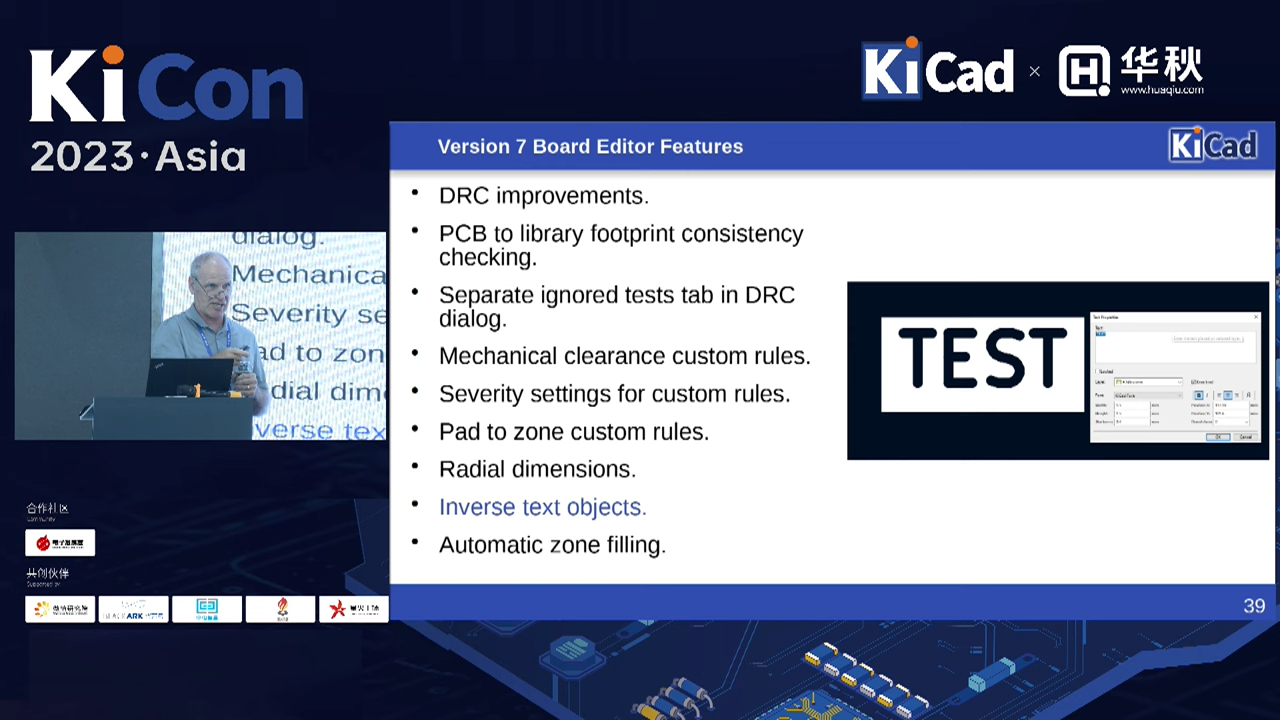 KiCon
2023·Asia
KiCad × 华秋
www.huaqiu.com
Version 7 Board Editor Features
KiCad
• DRC improvements.
• PCB to library footprint consistency
checking.
• Separate ignored tests tab in DRC
dialog.
• Mechanical clearance custom rules.
• Severity settings for custom rules.
• Pad to zone custom rules.
• Radial dimensions.
• Inverse text objects.
• Automatic zone filling.
TEST
Text Properties
Cancel
39
dialog.
Mechanica
Severity se
ad to zon
dial dim
verse tex
合作社区
Community
共创伙伴
Supported by